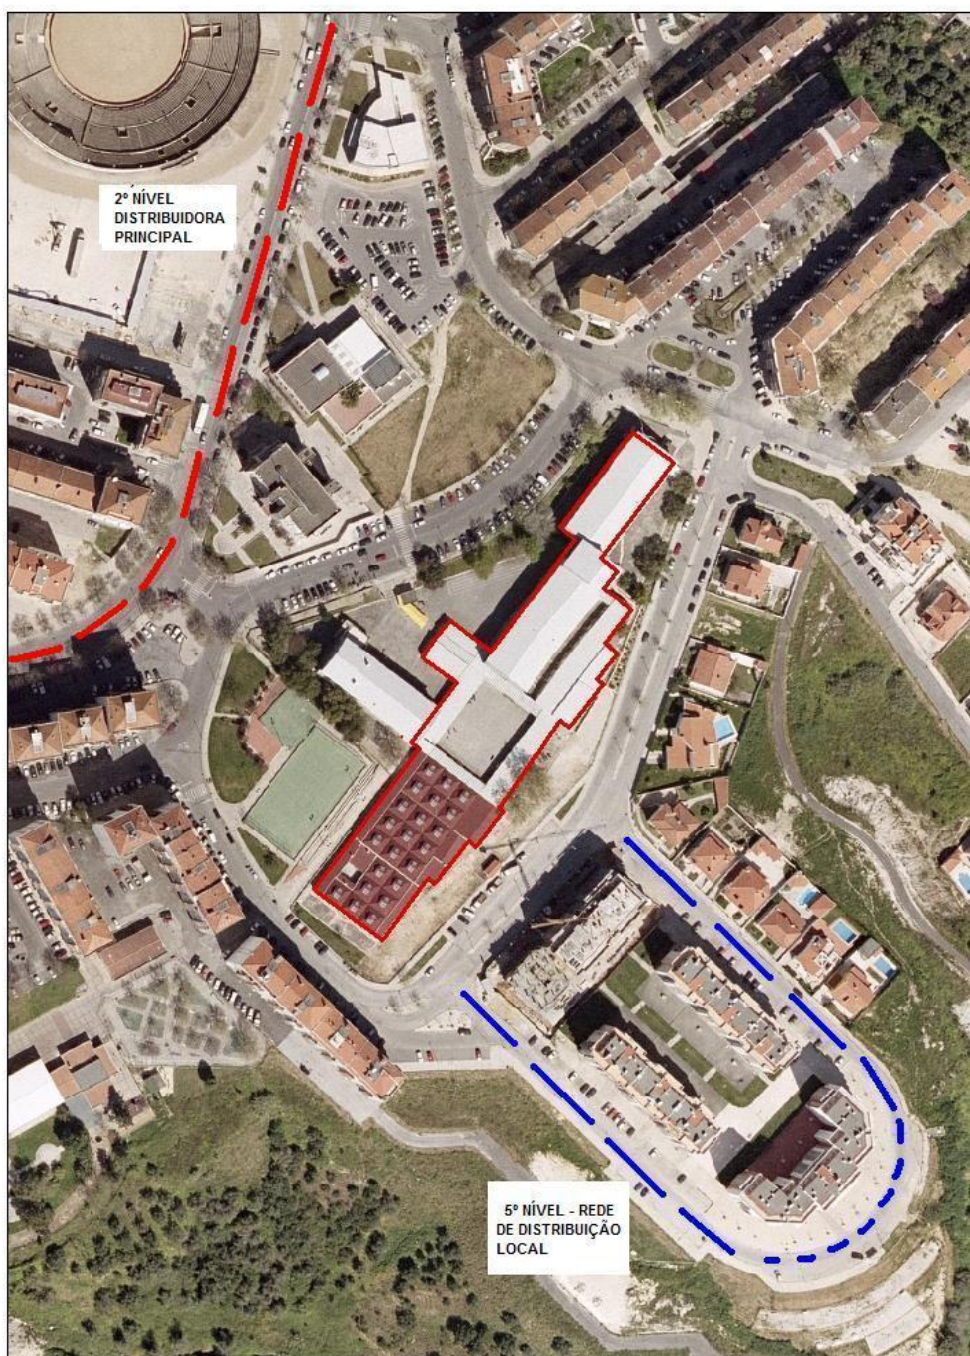 2º NÍVEL
DISTRIBUIDORA
PRINCIPAL
5º NÍVEL - REDE
DE DISTRIBUIÇÃO
LOCAL